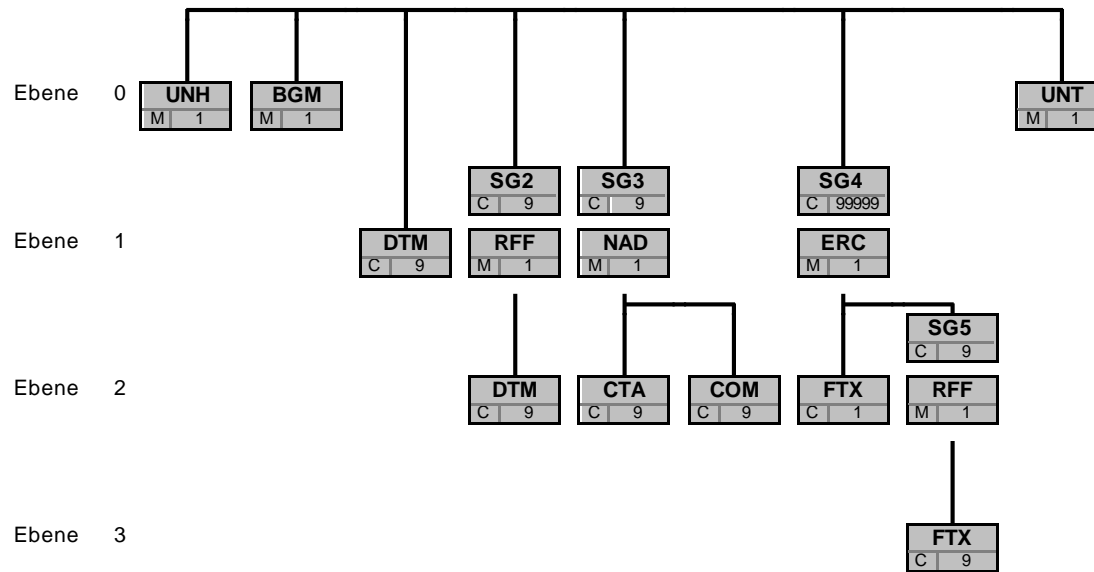 Ebene 0
UNH
M 1
BGM
M 1
UNT
M 1
SG2
C 9
SG3
C 9
SG4
C 99999
Ebene 1
DTM
C 9
RFF
M 1
NAD
M 1
ERC
M 1
SG5
C 9
Ebene 2
DTM
C 9
CTA
C 9
COM
C 9
FTX
C 1
RFF
M 1
Ebene 3
FTX
C 9